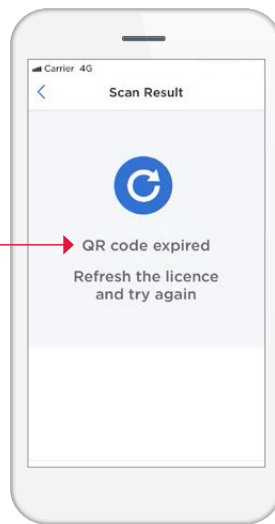 Carrier 4G
Scan Result
QR code expired
Refresh the licence
and try again